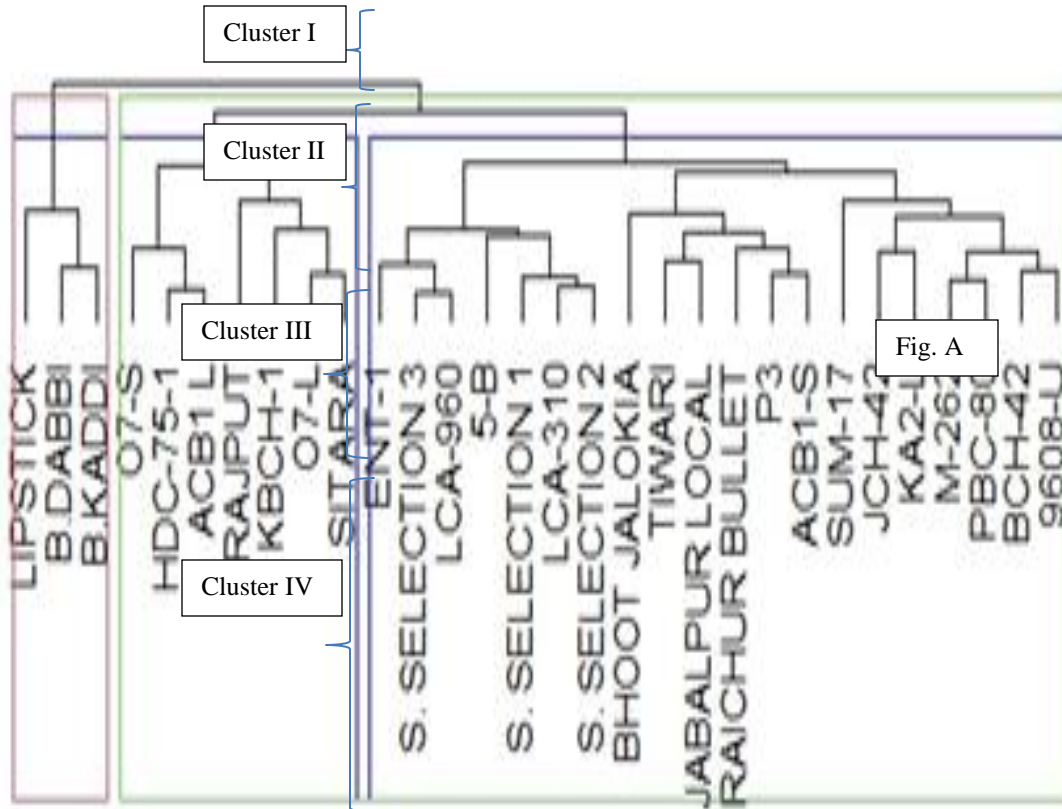 Cluster I
Cluster II
Cluster III
Fig. A
Cluster IV
LIPSTICK
B.DABBI
B.KADDI
O7-S
HDC-75-1
ACB1 L
RAJPUT
KBCH-1
O7-L
SITARA
ENT-1
S. SELECTION 3
LCA-960
5-B
S. SELECTION 1
LCA-310
S. SELECTION 2
BHOOT JALOKIA
TIWARI
JABALPUR LOCAL
RAICHUR BULLET
P3
ACB1-S
SUM-17
JCH-42
KA2-L
PBC-80
BCH-42
9608-U